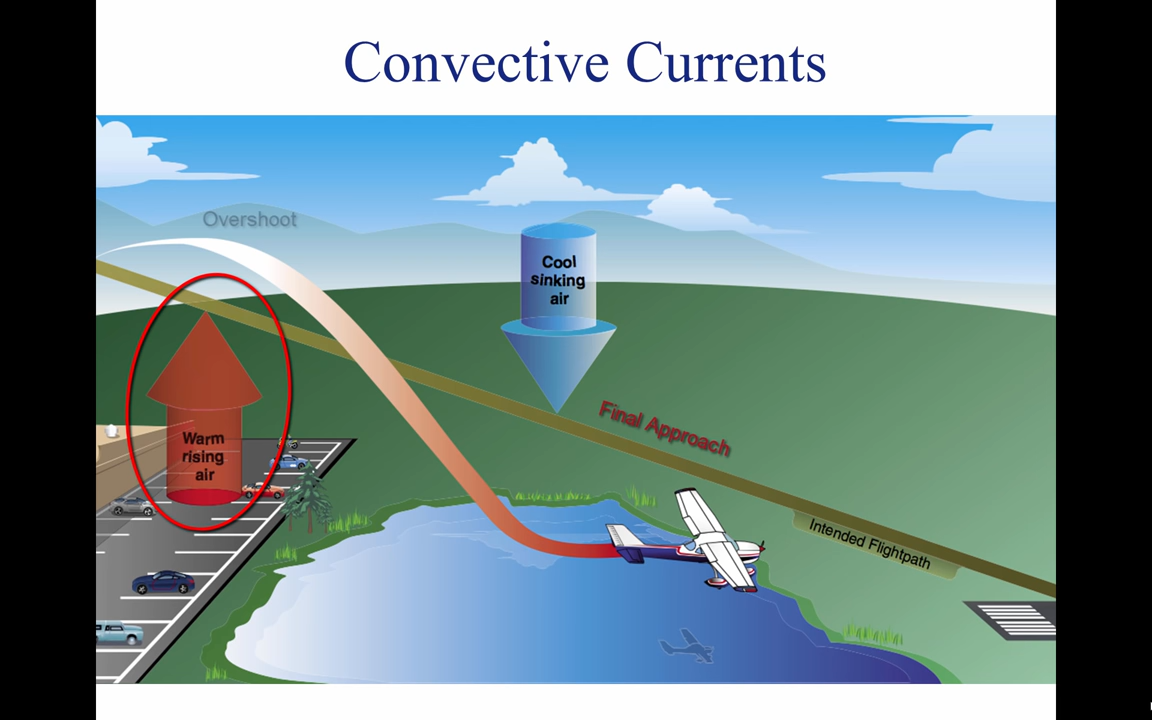 Convective Currents
Overshoot
Cool
sinking
air
Final Approach
Warm
rising
air
Intended Flightpath